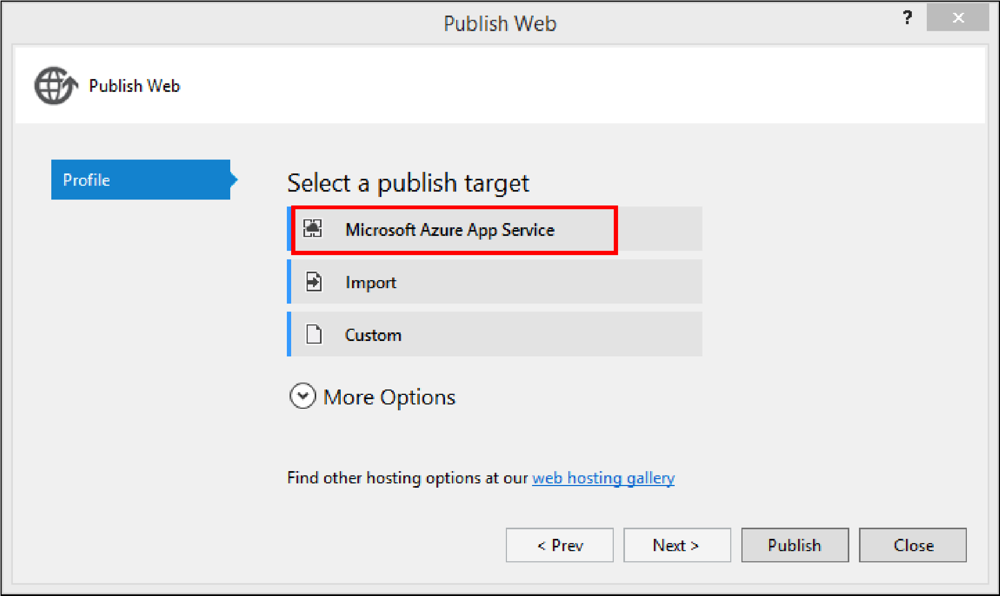 Publish Web
?
Publish Web
Profile
Select a publish target
Microsoft Azure App Service
Import
Custom
More Options
Find other hosting options at our web hosting gallery
< Prev
Next >
Publish
Close